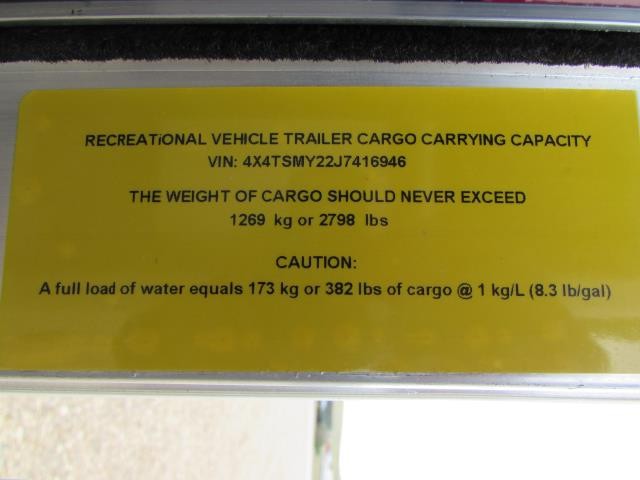 RECREATiONAL VEHICLE TRAILER CARGO CARRYING CAPACITY
VIN: 4X4TSMY22J7416946
THE WEIGHT OF CARGO SHOULD NEVER EXCEED
1269 kg or 2798 lbs
CAUTION:
A full load of water equals 173 kg or 382 lbs of cargo @ 1 kg/L (8.3 lb/gal)